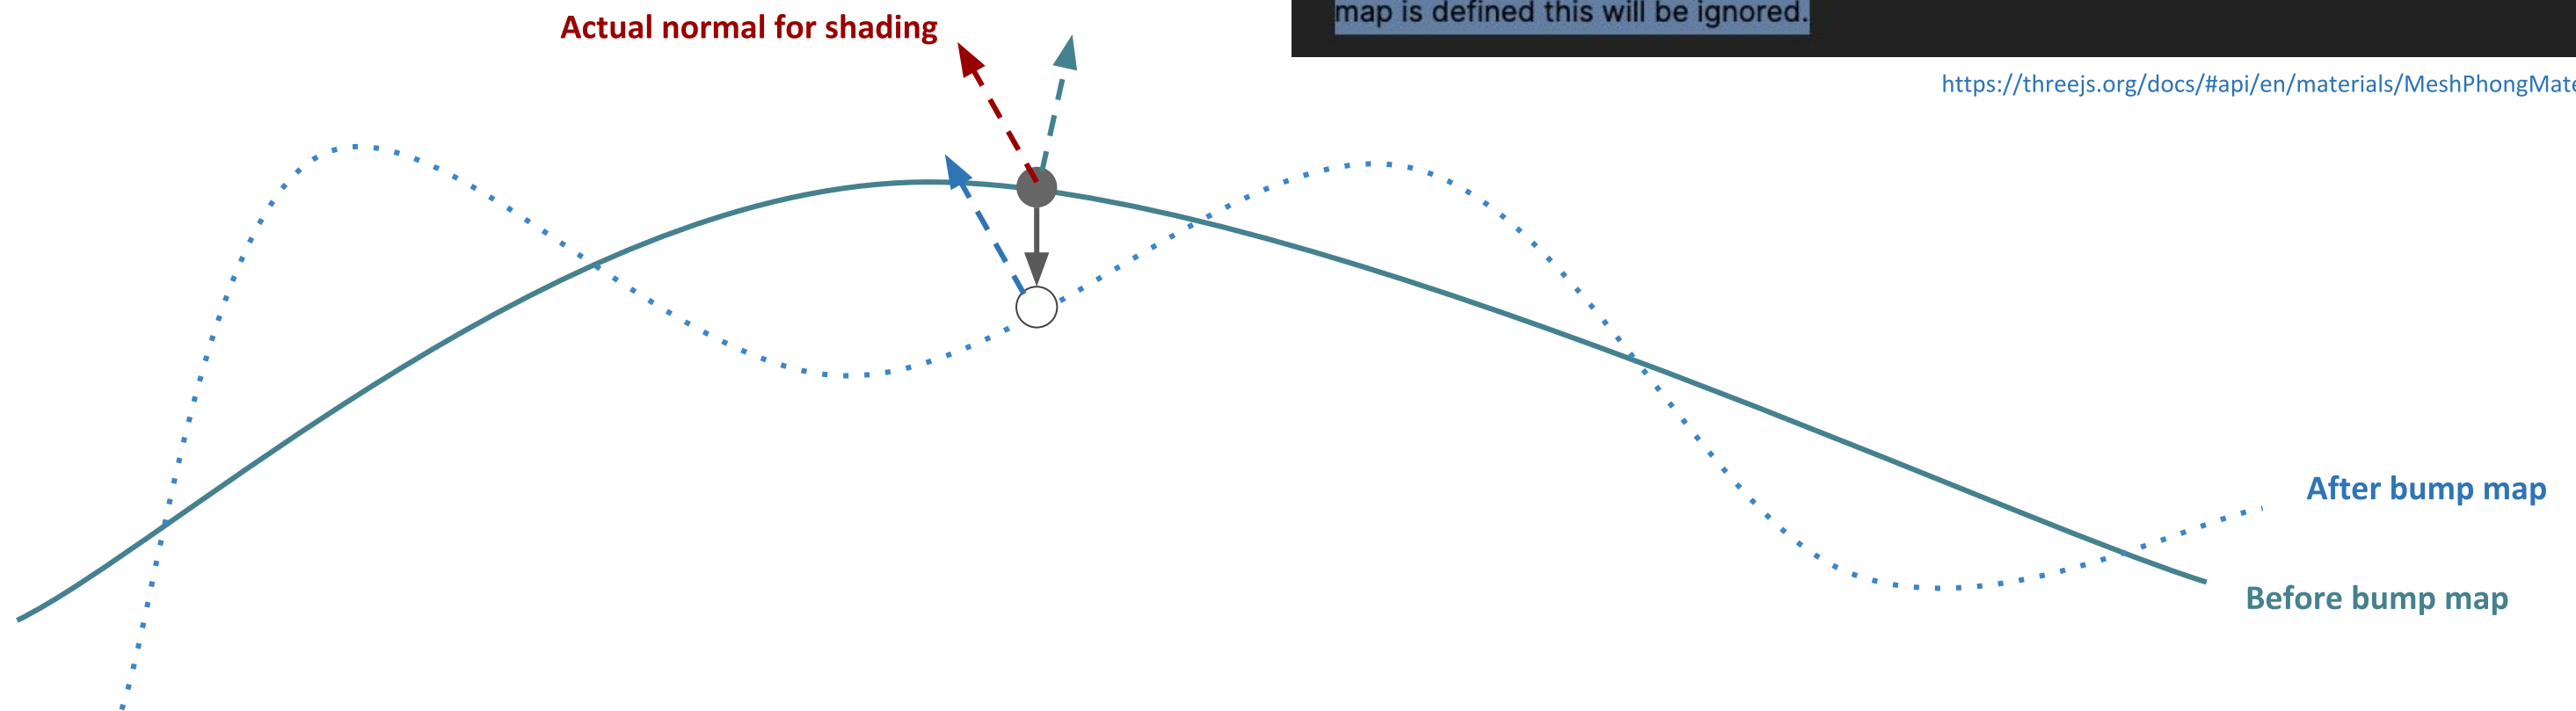 map is defined this will be ignored.
Actual normal for shading
https://threejs.org/docs/#api/en/materials/MeshPhongMate
After bump map
Before bump map